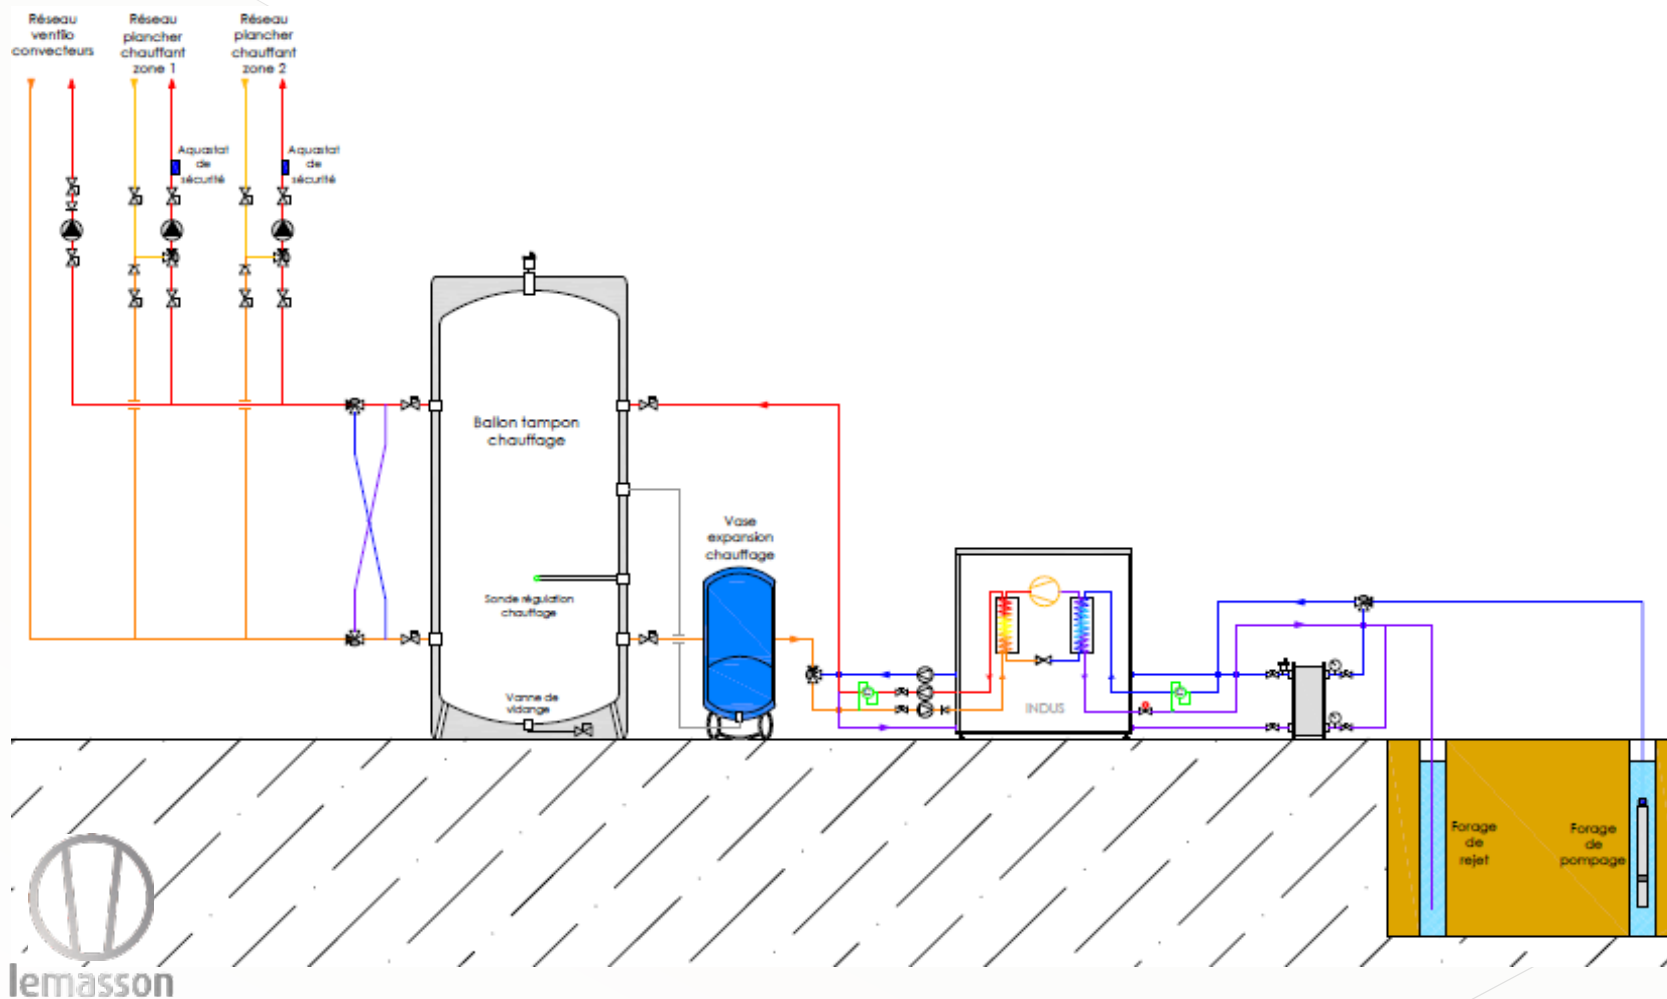 Réseau
ventilo
convecteurs
Réseau
plancher
chauffant
zone 1
Réseau
plancher
chauffant
zone 2
Aquastat
de
sécurité
Aquastat
de
sécurité
Ballon tampon
chauffage
Sonde régulation
chauffage
Vanne de
vidange
Vase
expansion
chauffage
INDUS
Forage
de
rejet
Forage
de
pompage
lemasson